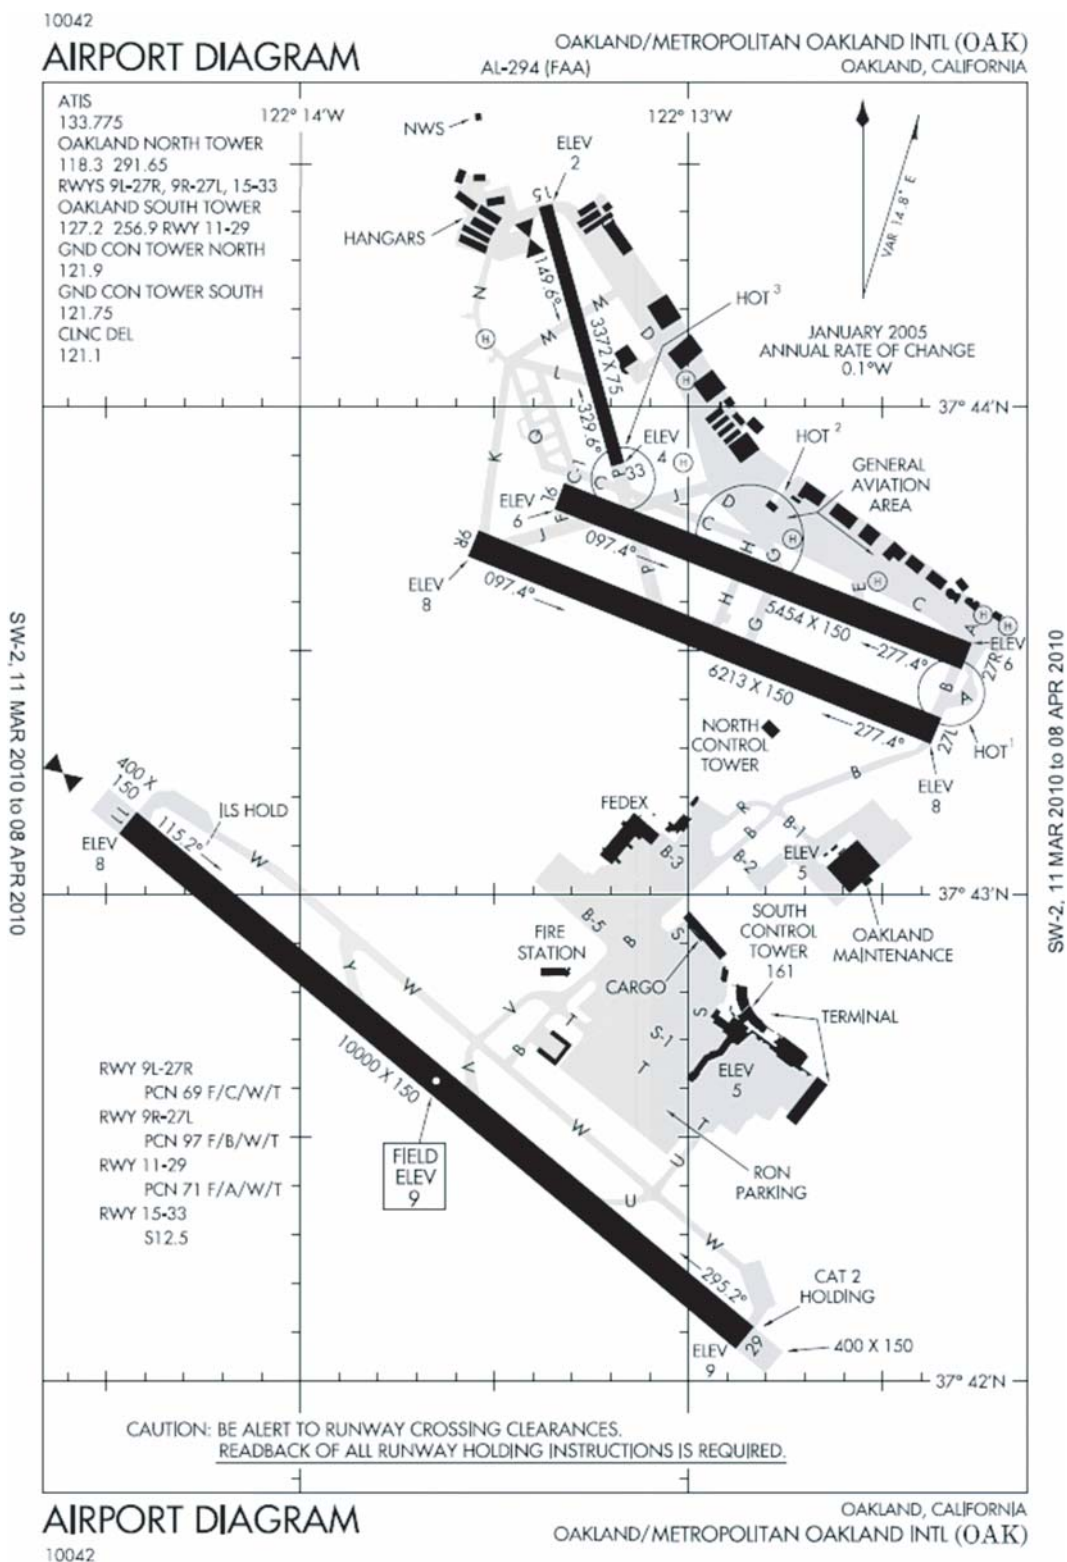 10042
AIRPORT DIAGRAM
AL-294 (FAA)
OAKLAND/METROPOLITAN OAKLAND INTL (OAK)
OAKLAND, CALIFORNIA
ATIS
133.775
OAKLAND NORTH TOWER
118.3 291.65
RWYS 9L-27R, 9R-27L, 15-33
OAKLAND SOUTH TOWER
127.2 256.9 RWY 11-29
GND CON TOWER NORTH
121.9
GND CON TOWER SOUTH
121.75
CLNC DEL
121.1
122° 14'W
122° 13'W
NWS
ELEV
2
15
HANGARS
VAR 14.8° E
JANUARY 2005
ANNUAL RATE OF CHANGE
0.1°W
HOT 3
149.6°
3372 X 75
329.6°
N
M
M
D
L
H
H
37° 44'N
K
Q
C-1
C
P
33
ELEV
4
H
HOT 2
GENERAL
AVIATION
AREA
ELEV
6
9L
F
J
J
D
C
H
G
H
9R
ELEV
8
097.4°
097.4°
P
H
G
E
H
C
A
H
H
5454 X 150
277.4°
ELEV
6
27R
6213 X 150
277.4°
B
A
27L
HOT 1
ELEV
8
NORTH
CONTROL
TOWER
B
400 X
150
11
ELEV
8
115.2°
ILS HOLD
W
FEDEX
R
B
B-1
B-2
B-3
ELEV
5
37° 43'N
OAKLAND
MAINTENANCE
SOUTH
CONTROL
TOWER
161
B-5
B
S
FIRE
STATION
CARGO
TERMINAL
Y
W
V
V
B
T
S
S-1
T
ELEV
5
10000 X 150
RWY 9L-27R
PCN 69 F/C/W/T
RWY 9R-27L
PCN 97 F/B/W/T
RWY 11-29
PCN 71 F/A/W/T
RWY 15-33
S12.5
FIELD
ELEV
9
W
T
U
U
W
RON
PARKING
295.2°
CAT 2
HOLDING
29
ELEV
9
400 X 150
37° 42'N
CAUTION: BE ALERT TO RUNWAY CROSSING CLEARANCES.
READBACK OF ALL RUNWAY HOLDING INSTRUCTIONS IS REQUIRED.
AIRPORT DIAGRAM
10042
OAKLAND, CALIFORNIA
OAKLAND/METROPOLITAN OAKLAND INTL (OAK)
SW-2, 11 MAR 2010 to 08 APR 2010
SW-2, 11 MAR 2010 to 08 APR 2010